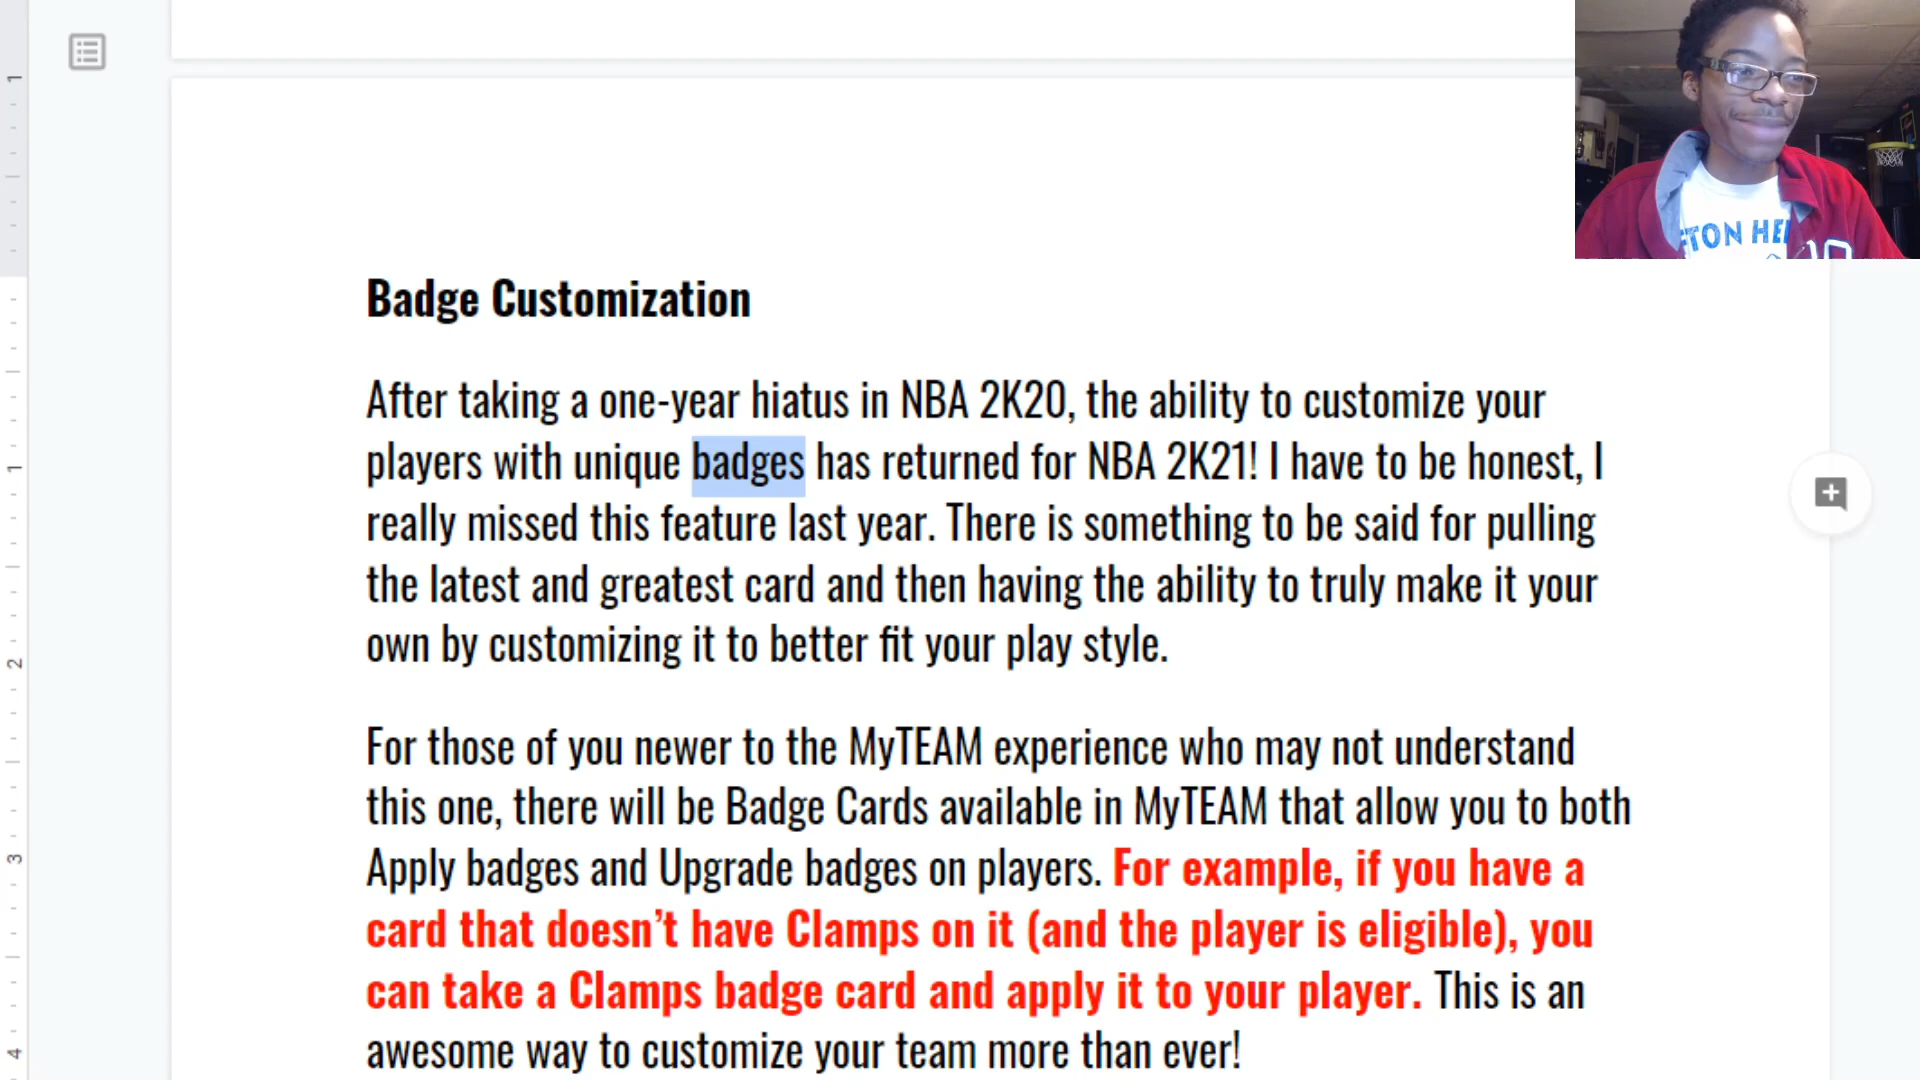 Badge Customization
After taking a one-year hiatus in NBA 2K20, the ability to customize your
players with unique badges has returned for NBA 2K21! I have to be honest, I
really missed this feature last year. There is something to be said for pulling
the latest and greatest card and then having the ability to truly make it your
own by customizing it to better fit your play style.
For those of you newer to the MyTEAM experience who may not understand
this one, there will be Badge Cards available in MyTEAM that allow you to both
Apply badges and Upgrade badges on players. For example, if you have a
card that doesn't have Clamps on it (and the player is eligible), you
can take a Clamps badge card and apply it to your player. This is an
awesome way to customize your team more than ever!
1
1
2
3
4